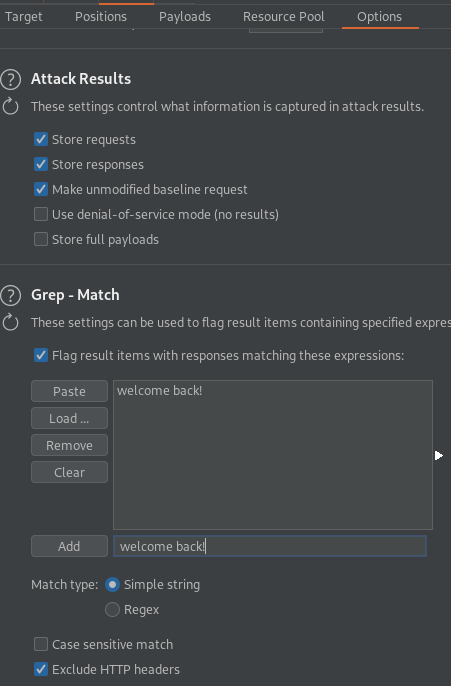 Target Positions Payloads Resource Pool Options
Attack Results
These settings control what information is captured in attack results.
Store requests
Store responses
Make unmodified baseline request
Use denial-of-service mode (no results)
Store full payloads
Grep - Match
These settings can be used to flag result items containing specified
Flag result items with responses matching these expressions:
Paste
welcome back!
Load ...
Remove
Clear
Add
welcome back!
Match type: Simple string
Regex
Case sensitive match
Exclude HTTP headers